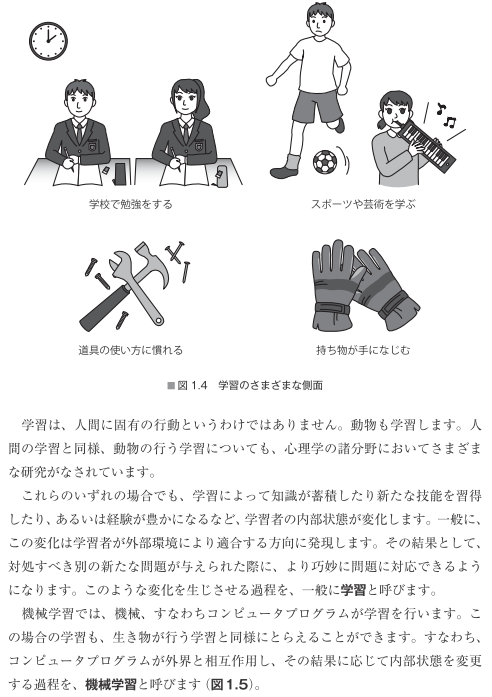 学校で勉強をする
スポーツや芸術を学ぶ
道具の使い方に慣れる
持ち物が手になじむ
■図 1.4　学習のさまざまな側面
学習は、人間に固有の行動というわけではありません。動物も学習します。人
間の学習と同様、動物の行う学習についても、心理学の諸分野においてさまざま
な研究がなされています。
これらのいずれの場合でも、学習によって知識が蓄積したり新たな技能を習得
したり、あるいは経験が豊かになるなど、学習者の内部状態が変化します。一般に、
この変化は学習者が外部環境により適合する方向に発現します。その結果として、
対処すべき別の新たな問題が与えられた際に、より巧妙に問題に対応できるよう
になります。このような変化を生じさせる過程を、一般に学習と呼びます。
機械学習では、機械、すなわちコンピュータプログラムが学習を行います。こ
の場合の学習も、生き物が行う学習と同様にとらえることができます。すなわち、
コンピュータプログラムが外界と相互作用し、その結果に応じて内部状態を変更
する過程を、機械学習と呼びます（図1.5）。